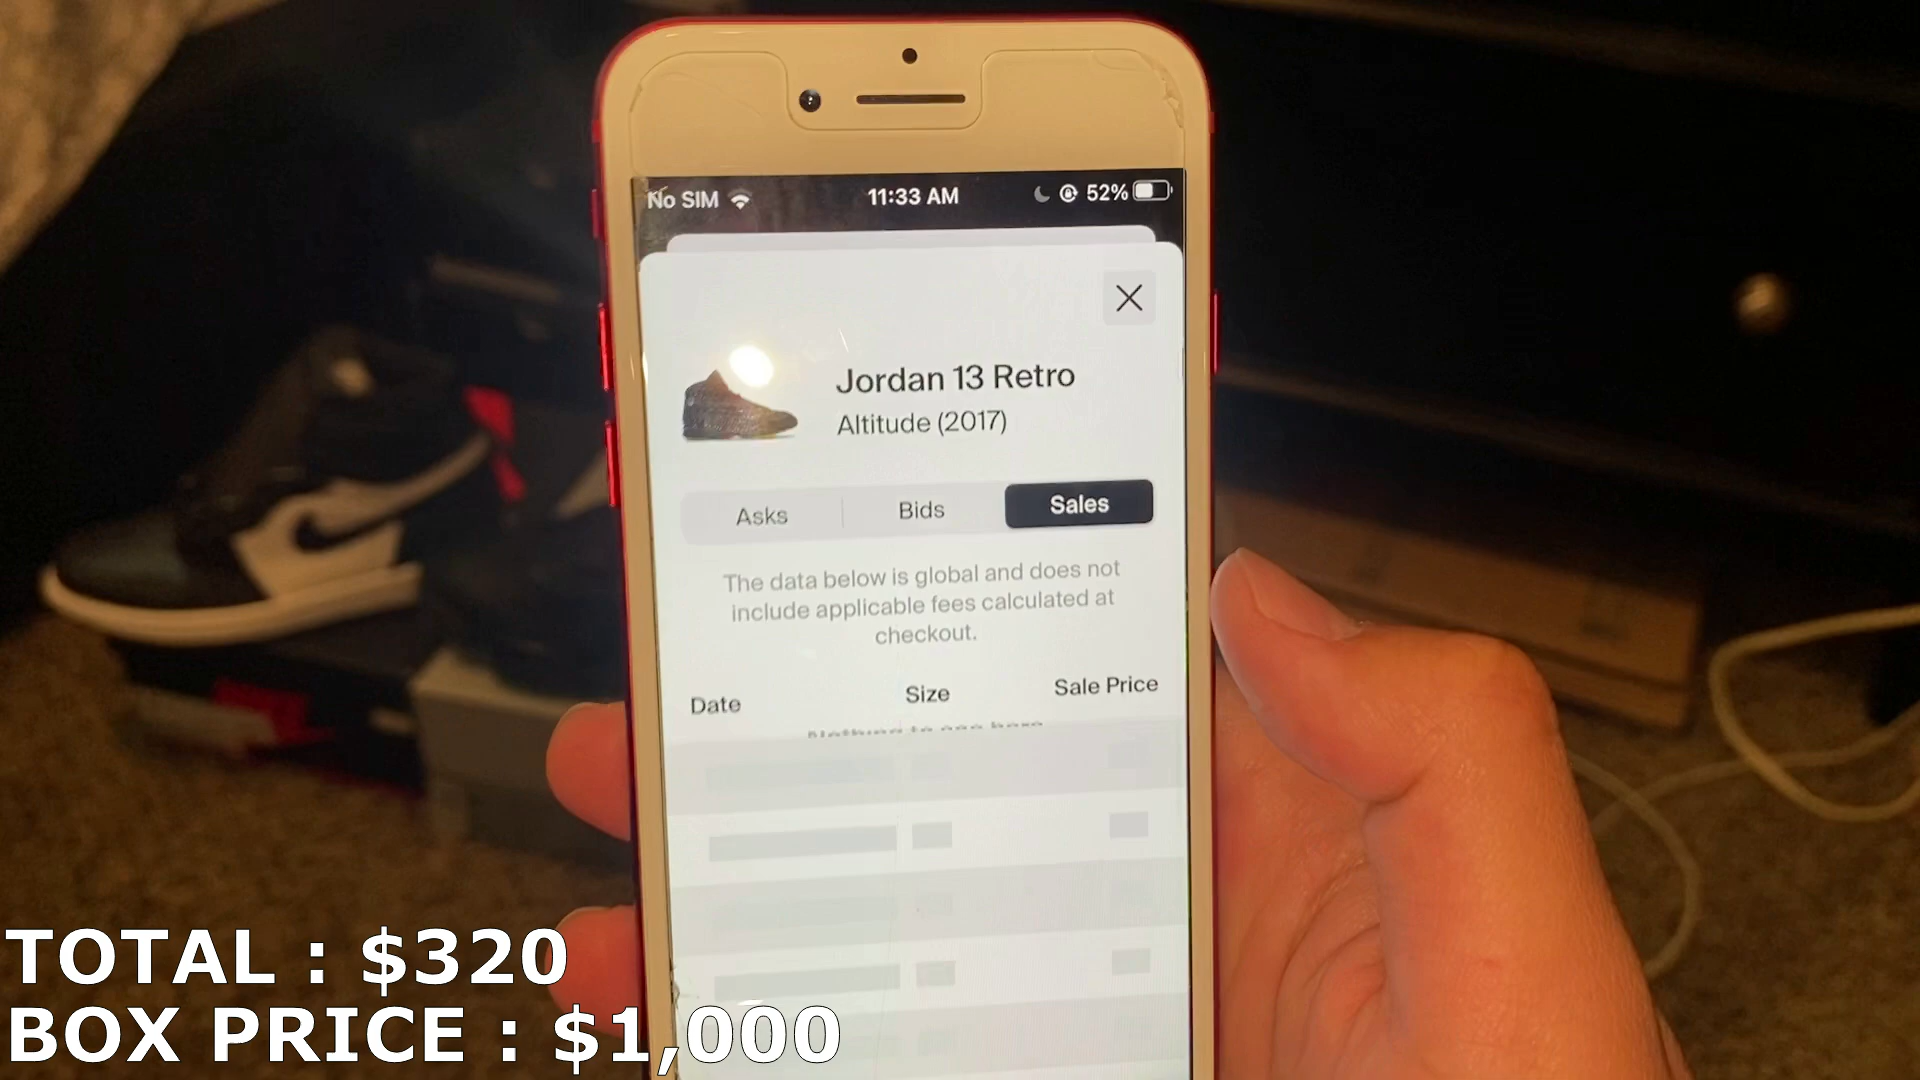 No SIM
11:33 AM
52%
Jordan 13 Retro
Altitude (2017)
Asks
Bids
Sales
The data below is global and does not
include applicable fees calculated at
checkout.
Date
Size
Sale Price
TOTAL : $320
BOX PRICE : $1,000